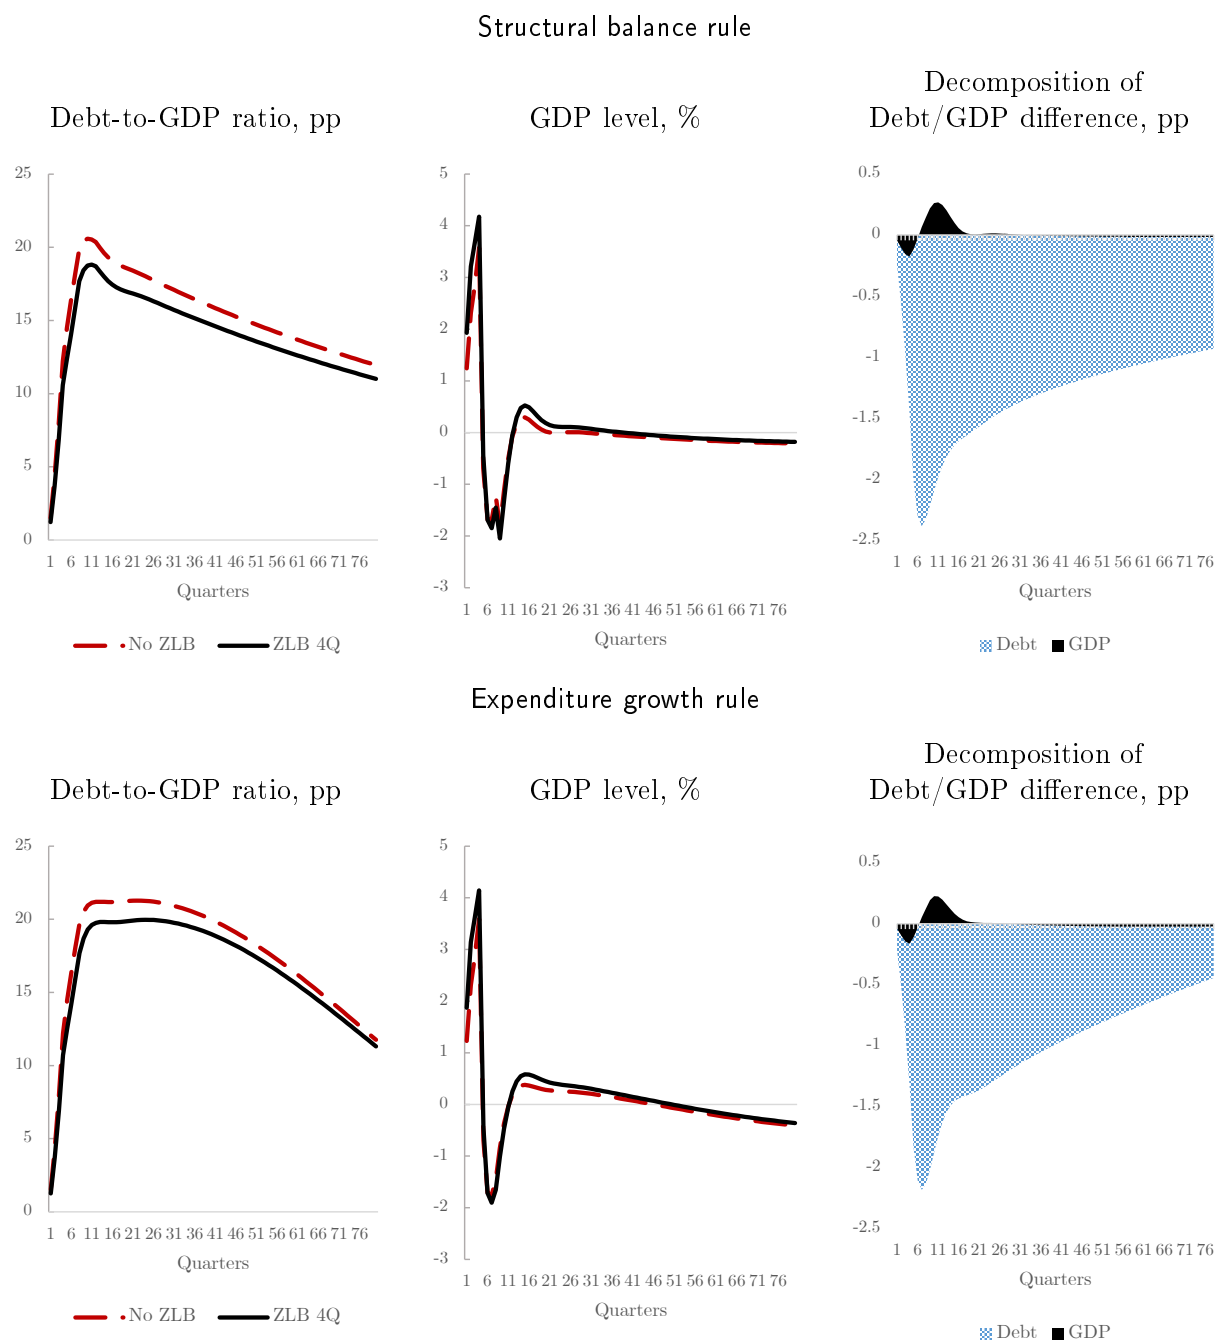 Structural balance rule
Debt-to-GDP ratio, pp
25
20
15
10
5
0
1 6 11 16 21 26 31 36 41 46 51 56 61 66 71 76
Quarters
No ZLB ZLB 4Q
GDP level, %
5
4
3
2
1
0
-1
-2
-3
1 6 11 16 21 26 31 36 41 46 51 56 61 66 71 76
Quarters
Decomposition of
Debt/GDP difference, pp
0.5
0
-0.5
-1
-1.5
-2
-2.5
1 6 11 16 21 26 31 36 41 46 51 56 61 66 71 76
Quarters
Debt GDP
Expenditure growth rule
Debt-to-GDP ratio, pp
25
20
15
10
5
0
1 6 11 16 21 26 31 36 41 46 51 56 61 66 71 76
Quarters
No ZLB ZLB 4Q
GDP level, %
5
4
3
2
1
0
-1
-2
-3
1 6 11 16 21 26 31 36 41 46 51 56 61 66 71 76
Quarters
Decomposition of
Debt/GDP difference, pp
0.5
0
-0.5
-1
-1.5
-2
-2.5
1 6 11 16 21 26 31 36 41 46 51 56 61 66 71 76
Quarters
Debt GDP